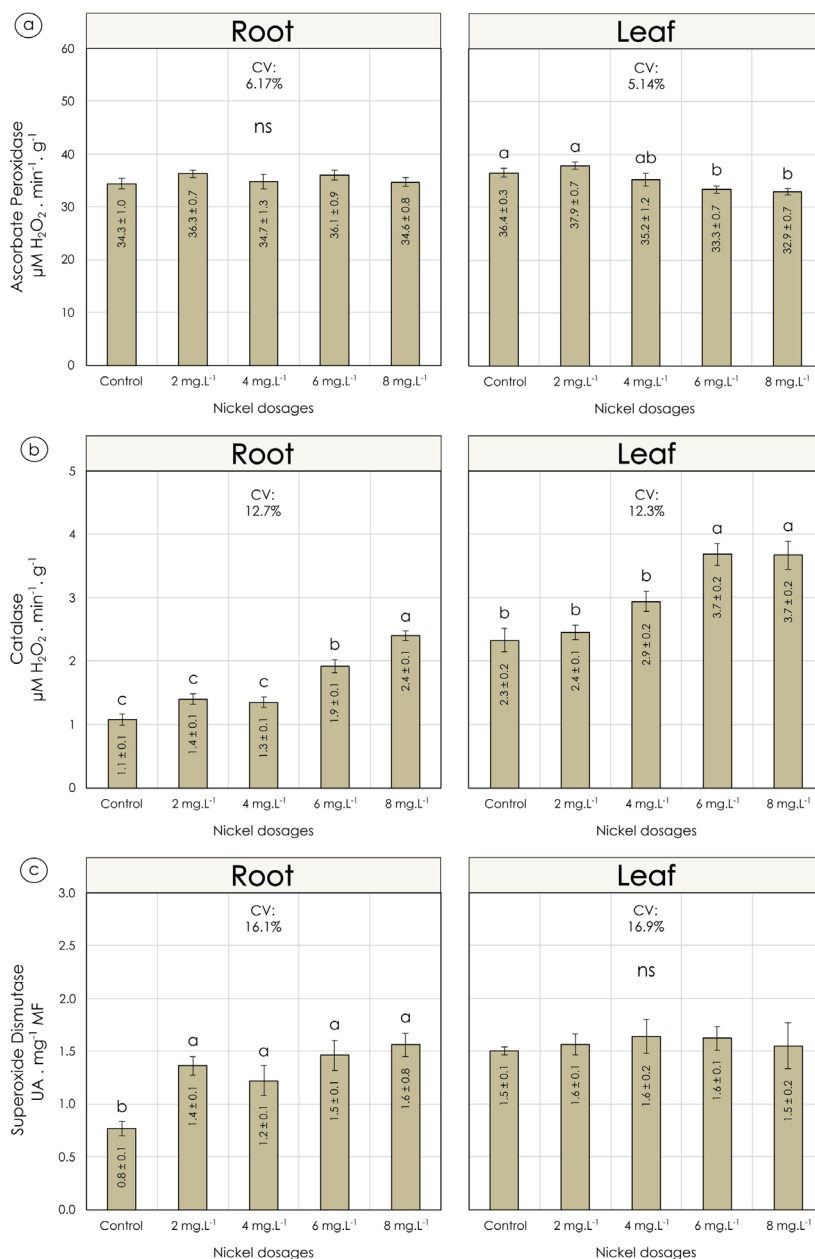 a
Root
Leaf
Ascorbate Peroxidase
µM H₂O₂ . min⁻¹ . g⁻¹
60
50
40
30
20
10
0
CV:
6.17%
ns
34.3 ± 1.0
36.3 ± 0.7
34.7 ± 1.3
36.1 ± 0.9
34.6 ± 0.8
Control
2 mg.L⁻¹
4 mg.L⁻¹
6 mg.L⁻¹
8 mg.L⁻¹
Nickel dosages
CV:
5.14%
a
a
ab
b
b
36.4 ± 0.3
37.9 ± 0.7
35.2 ± 1.2
33.3 ± 0.7
32.9 ± 0.7
Control
2 mg.L⁻¹
4 mg.L⁻¹
6 mg.L⁻¹
8 mg.L⁻¹
Nickel dosages
b
Root
Leaf
Catalase
µM H₂O₂ . min⁻¹ . g⁻¹
5
4
3
2
1
0
CV:
12.7%
c
c
c
b
a
1.1 ± 0.1
1.4 ± 0.1
1.3 ± 0.1
1.9 ± 0.1
2.4 ± 0.1
Control
2 mg.L⁻¹
4 mg.L⁻¹
6 mg.L⁻¹
8 mg.L⁻¹
Nickel dosages
CV:
12.3%
b
b
b
a
a
2.3 ± 0.2
2.4 ± 0.1
2.9 ± 0.2
3.7 ± 0.2
3.7 ± 0.2
Control
2 mg.L⁻¹
4 mg.L⁻¹
6 mg.L⁻¹
8 mg.L⁻¹
Nickel dosages
c
Root
Leaf
Superoxide Dismutase
UA . mg⁻¹ MF
3.0
2.5
2.0
1.5
1.0
0.5
0.0
CV:
16.1%
b
a
a
a
a
0.8 ± 0.1
1.4 ± 0.1
1.2 ± 0.1
1.5 ± 0.1
1.6 ± 0.8
Control
2 mg.L⁻¹
4 mg.L⁻¹
6 mg.L⁻¹
8 mg.L⁻¹
Nickel dosages
CV:
16.9%
ns
1.5 ± 0.1
1.6 ± 0.1
1.6 ± 0.2
1.6 ± 0.1
1.5 ± 0.2
Control
2 mg.L⁻¹
4 mg.L⁻¹
6 mg.L⁻¹
8 mg.L⁻¹
Nickel dosages